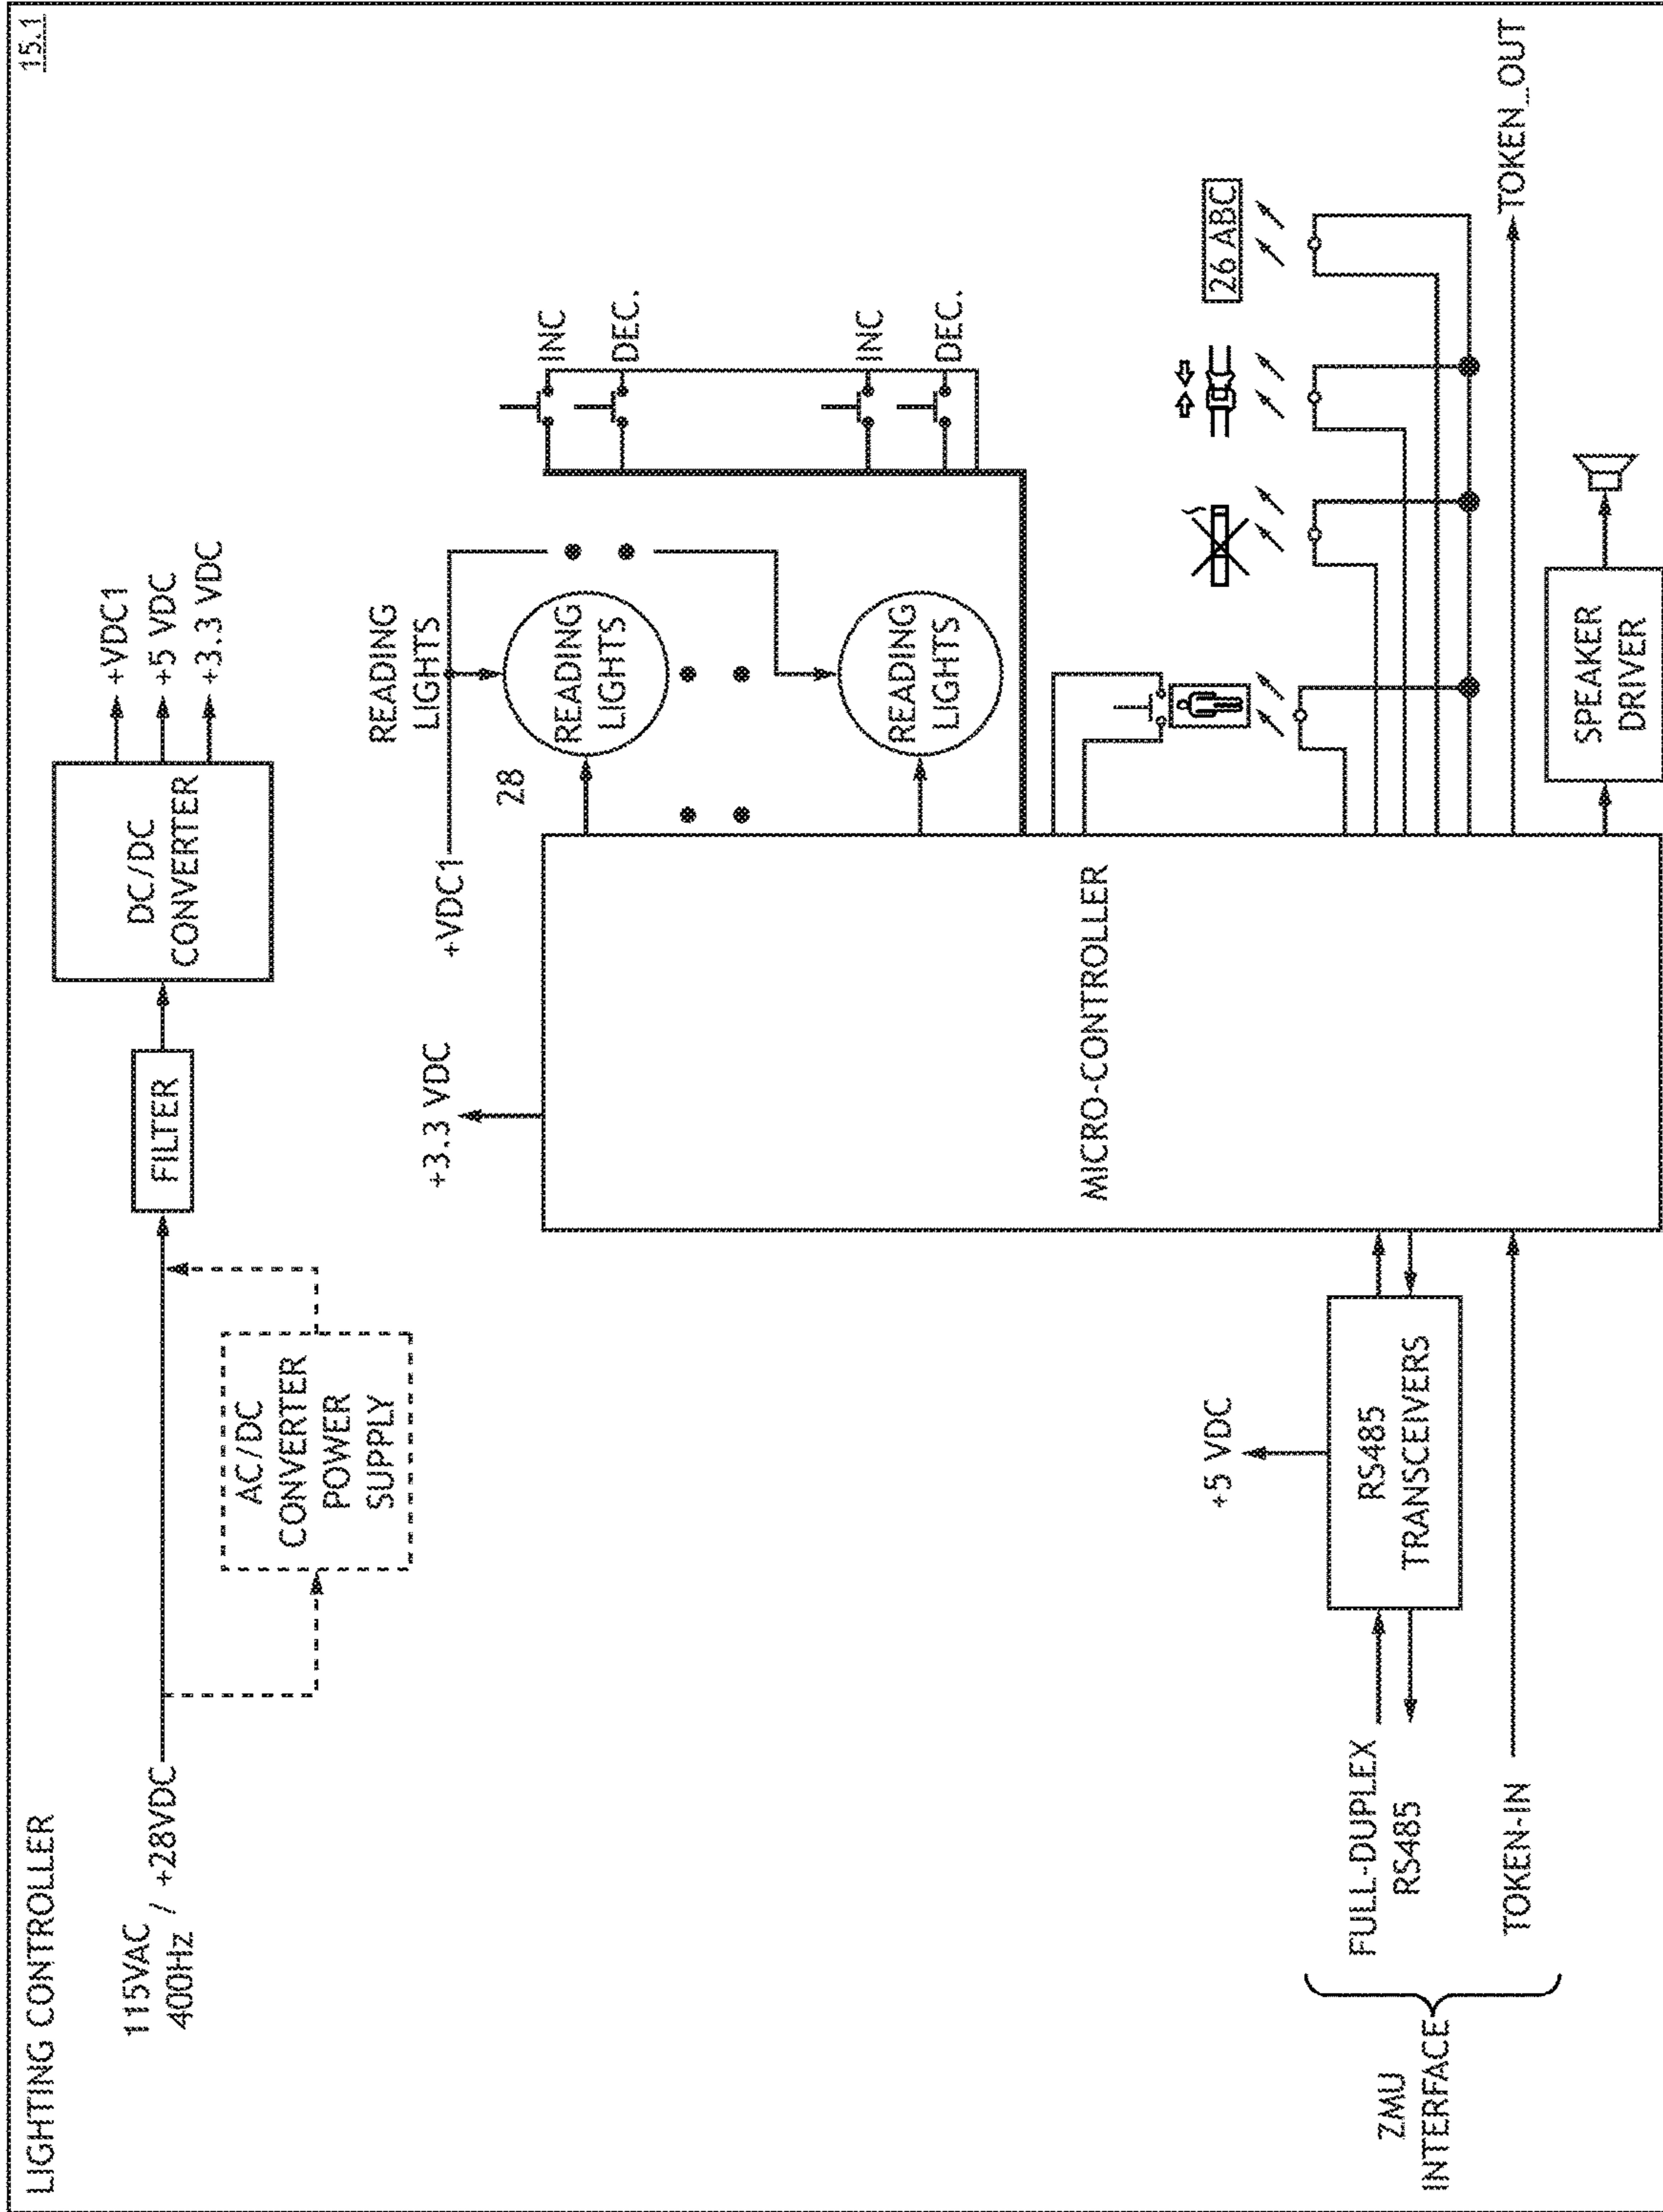 LIGHTING CONTROLLER
15.1
115VAC
400Hz / +28VDC
AC/DC
CONVERTER
POWER
SUPPLY
FILTER
DC/DC
CONVERTER
+VDC1
+5 VDC
+3.3 VDC
+3.3 VDC
+VDC1
READING
LIGHTS
28
READING
LIGHTS
READING
LIGHTS
INC
DEC.
INC
DEC.
MICRO-CONTROLLER
26 ABC
+5 VDC
RS485
TRANSCEIVERS
ZMU
INTERFACE
FULL-DUPLEX
RS485
TOKEN-IN
TOKEN_OUT
SPEAKER
DRIVER